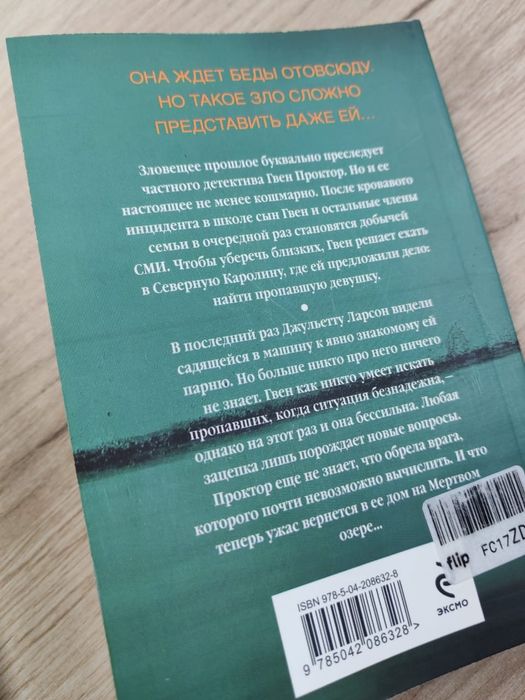 ОНА ЖДЕТ БЕДЫ ОТОВСЮДУ.
НО ТАКОЕ ЗЛО СЛОЖНО
ПРЕДСТАВИТЬ ДАЖЕ ЕЙ...
Зловещее прошлое буквально преследует
частного детектива Гвен Проктор. Но и ее
настоящее не менее кошмарно. После кровавого
инцидента в школе сын Гвен и остальные члены
семьи в очередной раз становятся добычей
СМИ. Чтобы уберечь близких, Гвен решает ехать
в Северную Каролину, где ей предложили дело:
найти пропавшую девушку.
•
В последний раз Джульетту Ларсон видели
садящейся в машину к явно знакомому ей
парню. Но больше никто про него ничего
не знает. Гвен как никто умеет искать
пропавших, когда ситуация безнадежна, –
однако на этот раз и она бессильна. Любая
зацепка лишь порождает новые вопросы.
Проктор еще не знает, что обрела врага,
которого почти невозможно вычислить. И что
теперь ужас вернется в ее дом на Мертвом
озере...
ISBN 978-5-04-208632-8
9 785042 086328 >
ЭКСМО
flip
FC17ZD